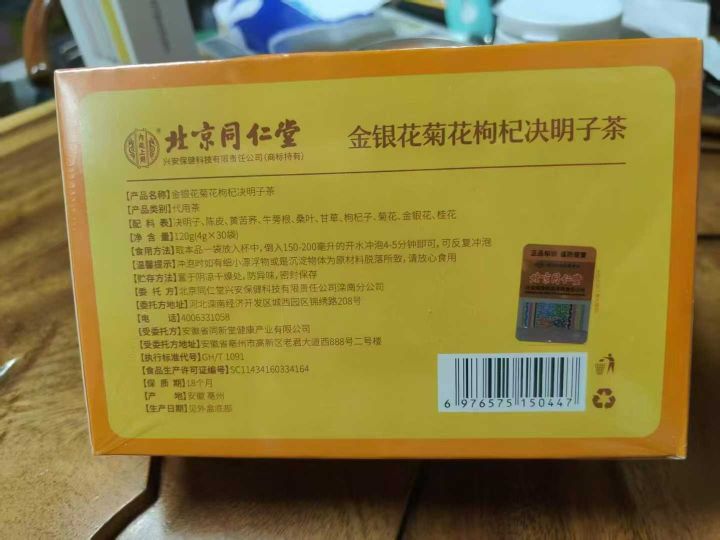 北京同仁堂
兴安保健科技有限责任公司(商标持有)
金银花菊花枸杞决明子茶
【产品名称】金银花菊花枸杞决明子茶
【产品类别】代用茶
【配 料 表】决明子、陈皮、黄苦荞、牛蒡根、桑叶、甘草、枸杞子、菊花、金银花、桂花
【净 含 量】120g(4g×30袋)
【食用方法】取本品一袋放入杯中，倒入150-200毫升的开水冲泡4-5分钟即可，可反复冲泡
【温馨提示】冲泡时如有细小漂浮物或是沉淀物体为原材料脱落所致，请放心食用
【贮存方法】置于阴凉干燥处，防异味，密封保存
【委 托 方】北京同仁堂兴安保健科技有限责任公司滦南分公司
【委托方地址】河北滦南经济开发区城西园区锦绣路208号
【电 话】4006331058
【受委托方】安徽省同新堂健康产业有限公司
【受委托方地址】安徽省亳州市高新区老君大道西888号二号楼
【执行标准代号】GH/T 1091
【食品生产许可证编号】SC11434160334164
【保 质 期】18个月
【产 地】安徽 亳州
【生产日期】见外盒底部
北京同仁堂
6 976575 150447